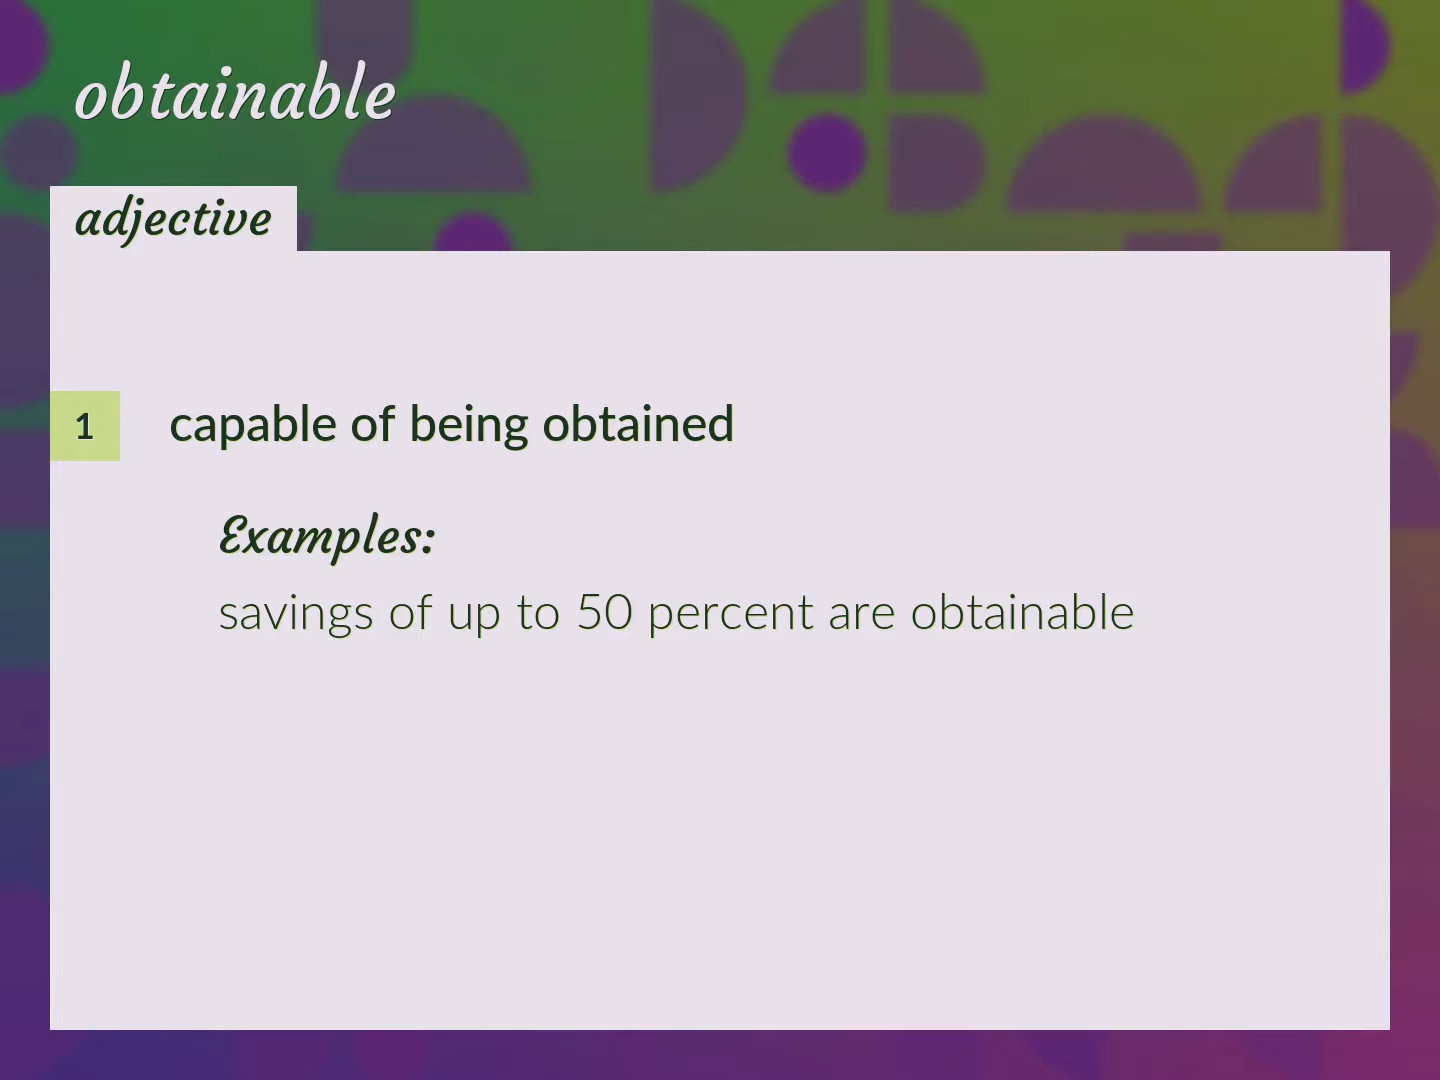 obtainable
adjective
1 capable of being obtained
Examples:
savings of up to 50 percent are obtainable